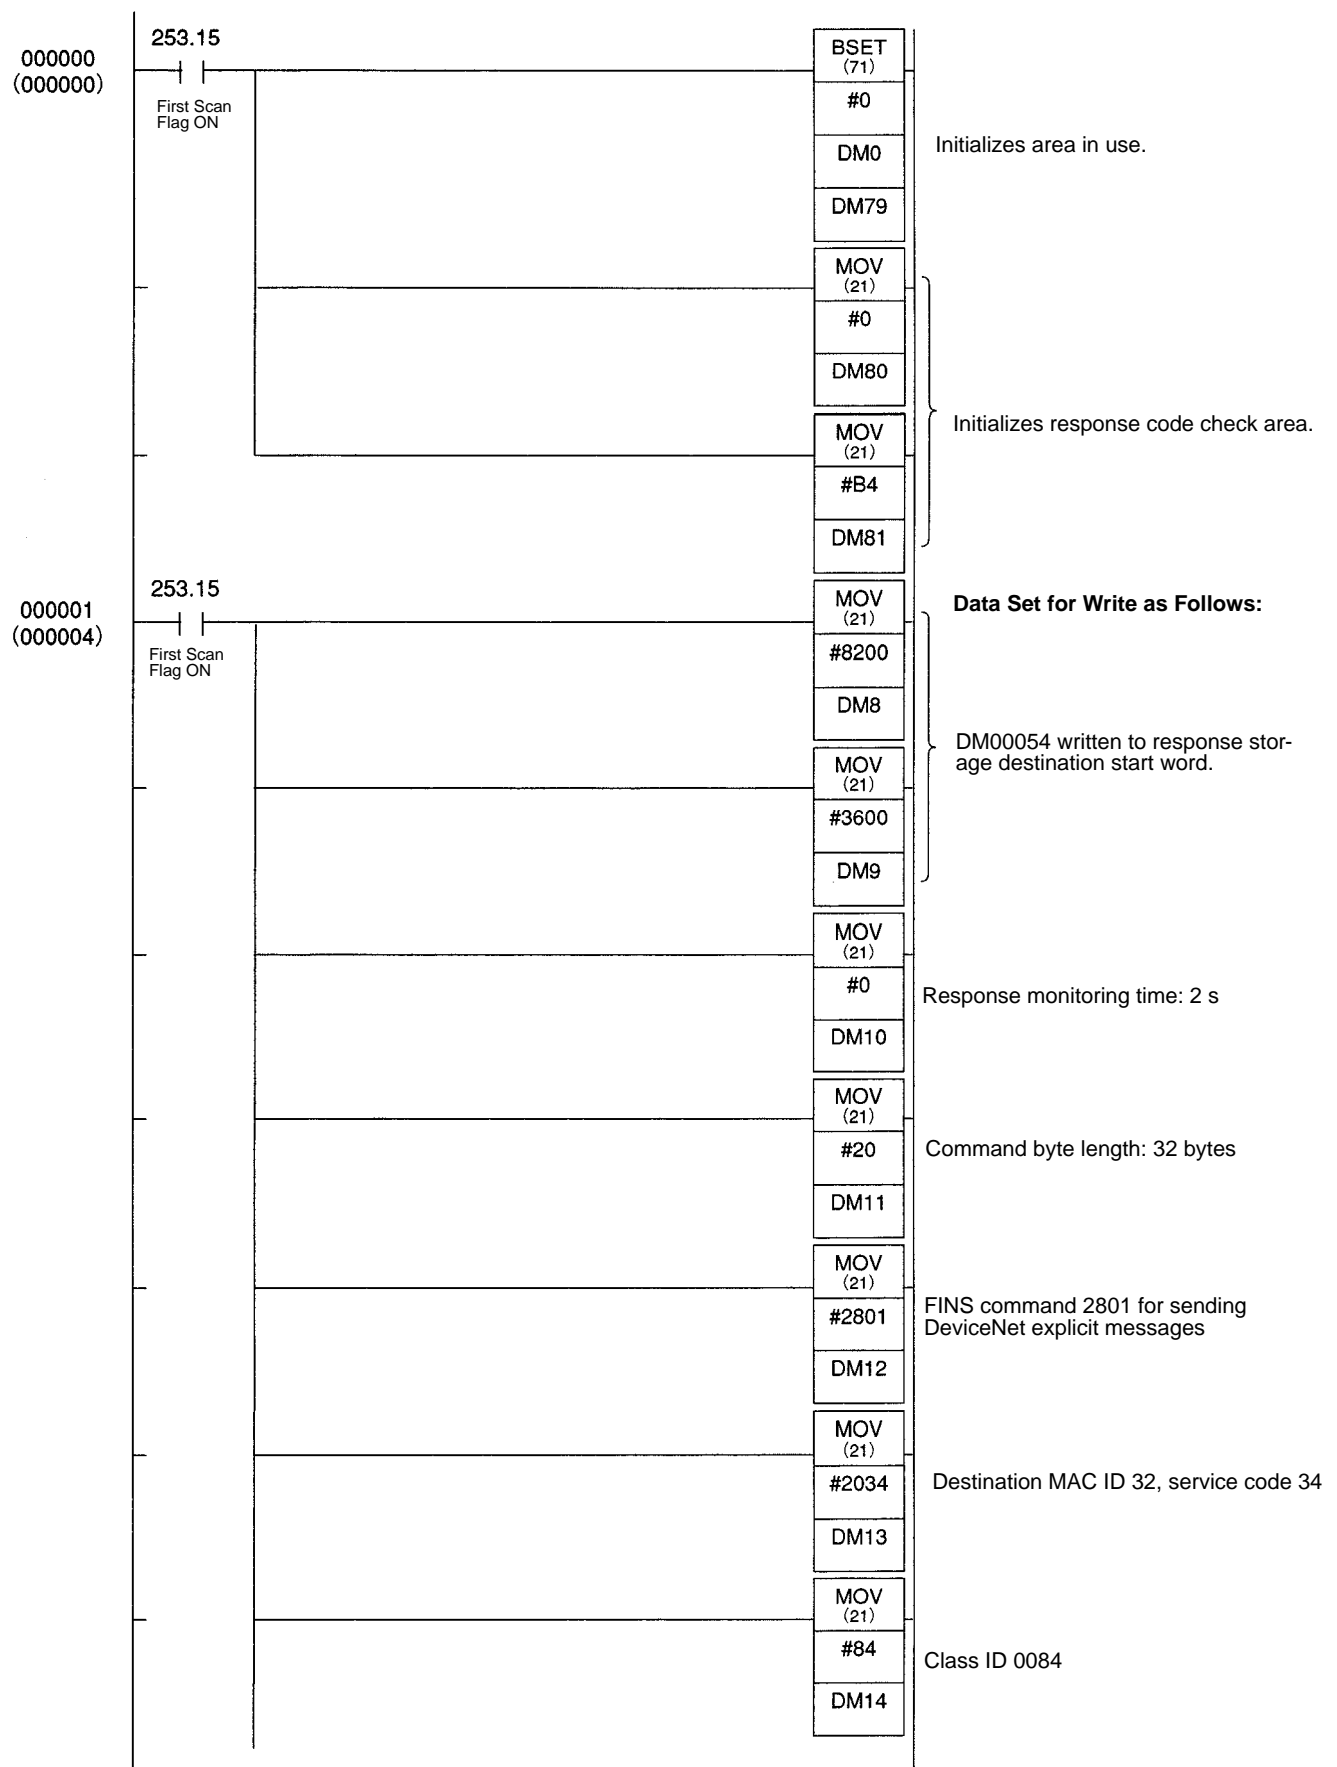 253.15
000000
(000000)
First Scan
Flag ON
BSET
(71)
#0
DM0
DM79
Initializes area in use.
MOV
(21)
#0
DM80
MOV
(21)
#B4
DM81
Initializes response code check area.
253.15
000001
(000004)
First Scan
Flag ON
Data Set for Write as Follows:
MOV
(21)
#8200
DM8
MOV
(21)
#3600
DM9
DM00054 written to response stor-
age destination start word.
MOV
(21)
#0
DM10
Response monitoring time: 2 s
MOV
(21)
#20
DM11
Command byte length: 32 bytes
MOV
(21)
#2801
DM12
FINS command 2801 for sending
DeviceNet explicit messages
MOV
(21)
#2034
DM13
Destination MAC ID 32, service code 34
MOV
(21)
#84
DM14
Class ID 0084